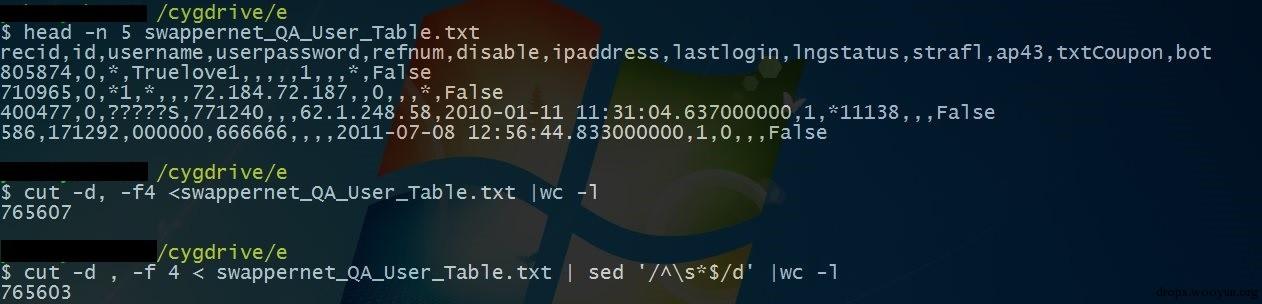 /cygdrive/e
$ head -n 5 swappernet_QA_User_Table.txt
recid,id,username,userpassword,refnum,disable,ipaddress,lastlogin,lngstatus,strafl,ap43,txtCoupon,bot
805874,0,*,Truelove1,,,,,1,,,*,False
710965,0,*1,*,,,72.184.72.187,,0,,,*,False
400477,0,?????S,771240,,,62.1.248.58,2010-01-11 11:31:04.637000000,1,*11138,,,False
586,171292,000000,666666,,,,2011-07-08 12:56:44.833000000,1,0,,,False
/cygdrive/e
$ cut -d, -f4 <swappernet_QA_User_Table.txt |wc -l
765607
/cygdrive/e
$ cut -d , -f 4 < swappernet_QA_User_Table.txt | sed '/^\s*$/d' |wc -l
765603
drops.wooyun.org